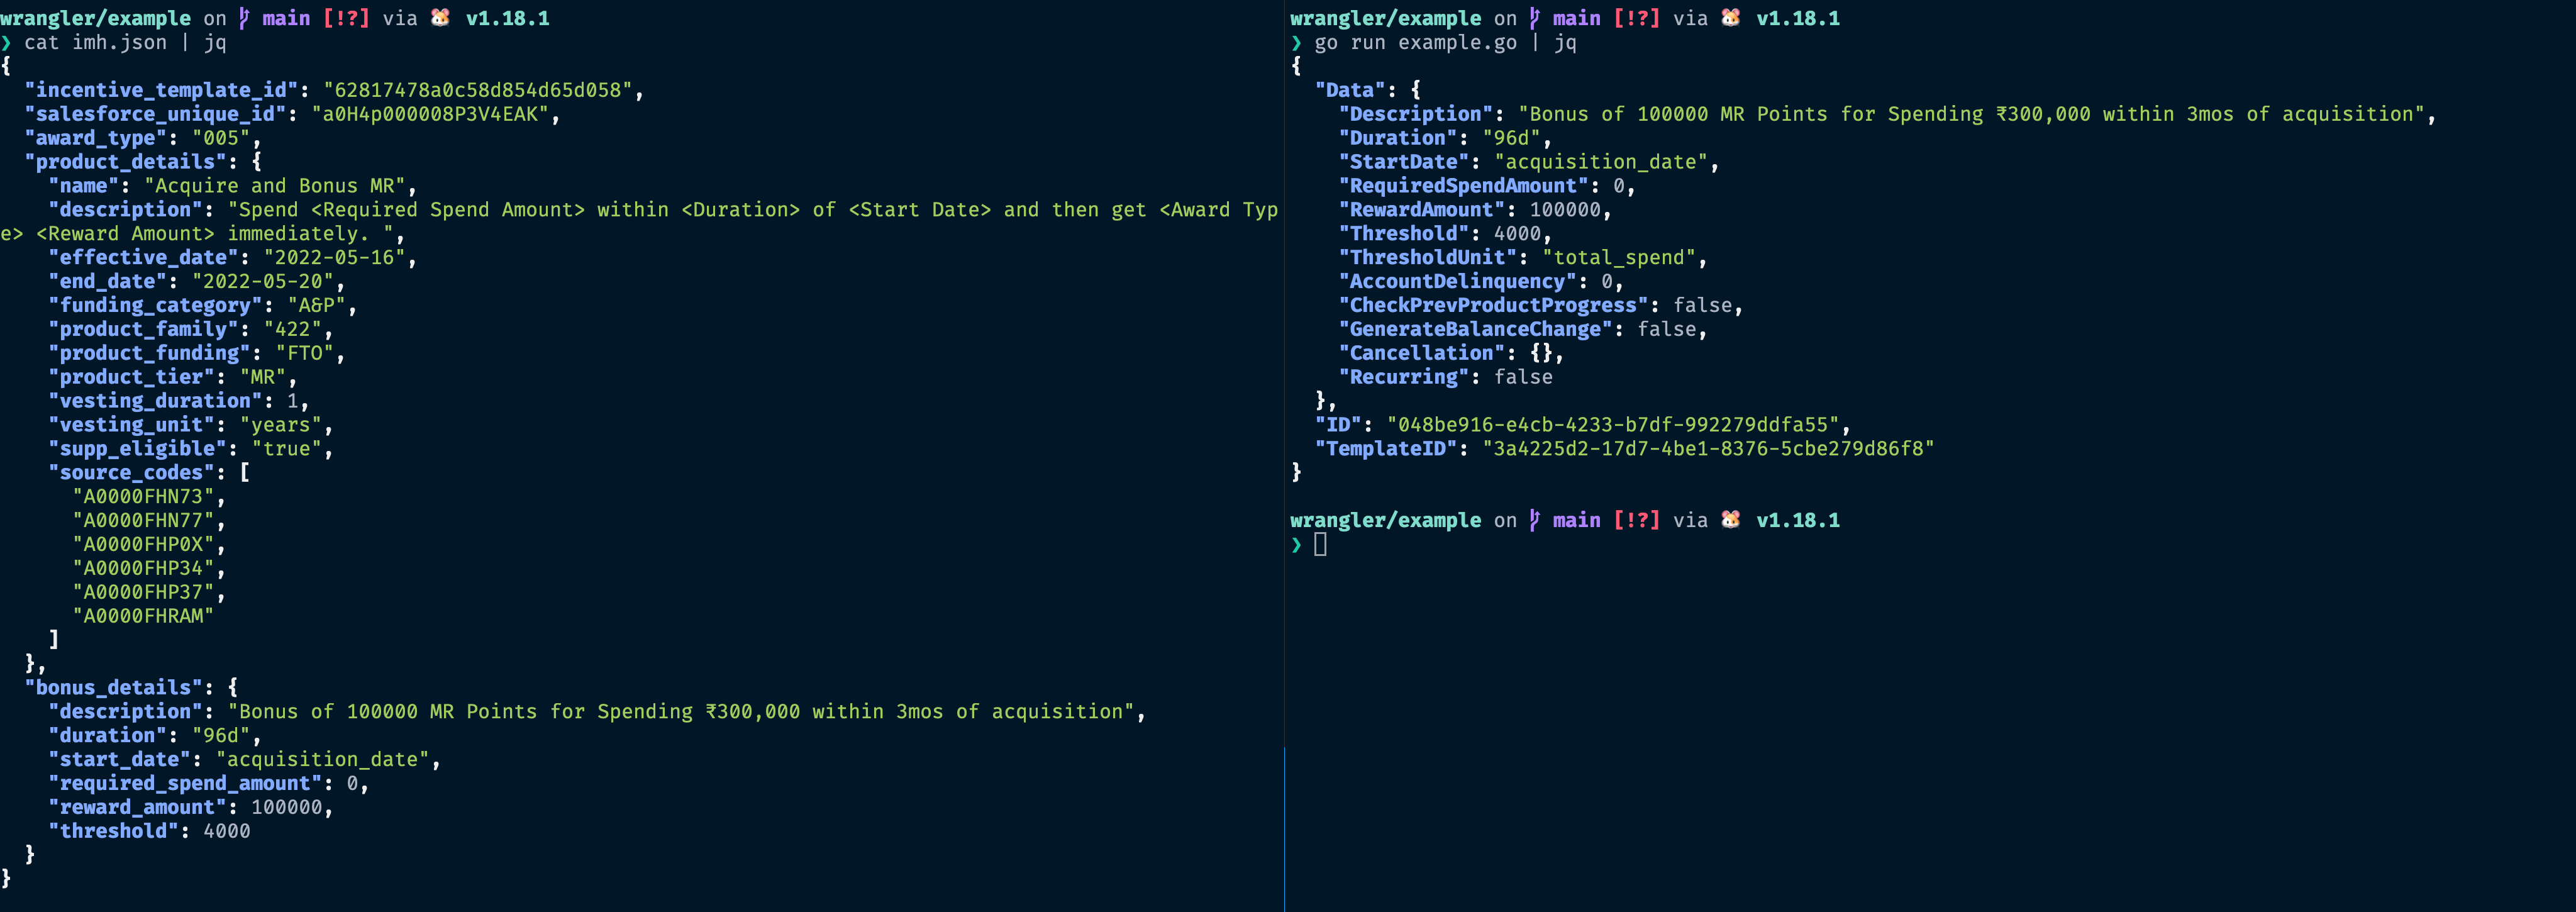 wrangler/example on main [!?] via 🐹 v1.18.1
❯ cat imh.json | jq
{
  "incentive_template_id": "62817478a0c58d854d65d058",
  "salesforce_unique_id": "a0H4p000008P3V4EAK",
  "award_type": "005",
  "product_details": {
    "name": "Acquire and Bonus MR",
    "description": "Spend <Required Spend Amount> within <Duration> of <Start Date> and then get <Award Typ
e> <Reward Amount> immediately. ",
    "effective_date": "2022-05-16",
    "end_date": "2022-05-20",
    "funding_category": "A&P",
    "product_family": "422",
    "product_funding": "FTO",
    "product_tier": "MR",
    "vesting_duration": 1,
    "vesting_unit": "years",
    "supp_eligible": "true",
    "source_codes": [
      "A0000FHN73",
      "A0000FHN77",
      "A0000FHP0X",
      "A0000FHP34",
      "A0000FHP37",
      "A0000FHRAM"
    ]
  },
  "bonus_details": {
    "description": "Bonus of 100000 MR Points for Spending ₹300,000 within 3mos of acquisition",
    "duration": "96d",
    "start_date": "acquisition_date",
    "required_spend_amount": 0,
    "reward_amount": 100000,
    "threshold": 4000
  }
}
wrangler/example on main [!?] via 🐹 v1.18.1
❯ go run example.go | jq
{
  "Data": {
    "Description": "Bonus of 100000 MR Points for Spending ₹300,000 within 3mos of acquisition",
    "Duration": "96d",
    "StartDate": "acquisition_date",
    "RequiredSpendAmount": 0,
    "RewardAmount": 100000,
    "Threshold": 4000,
    "ThresholdUnit": "total_spend",
    "AccountDelinquency": 0,
    "CheckPrevProductProgress": false,
    "GenerateBalanceChange": false,
    "Cancellation": {},
    "Recurring": false
  },
  "ID": "048be916-e4cb-4233-b7df-992279ddfa55",
  "TemplateID": "3a4225d2-17d7-4be1-8376-5cbe279d86f8"
}
wrangler/example on main [!?] via 🐹 v1.18.1
❯